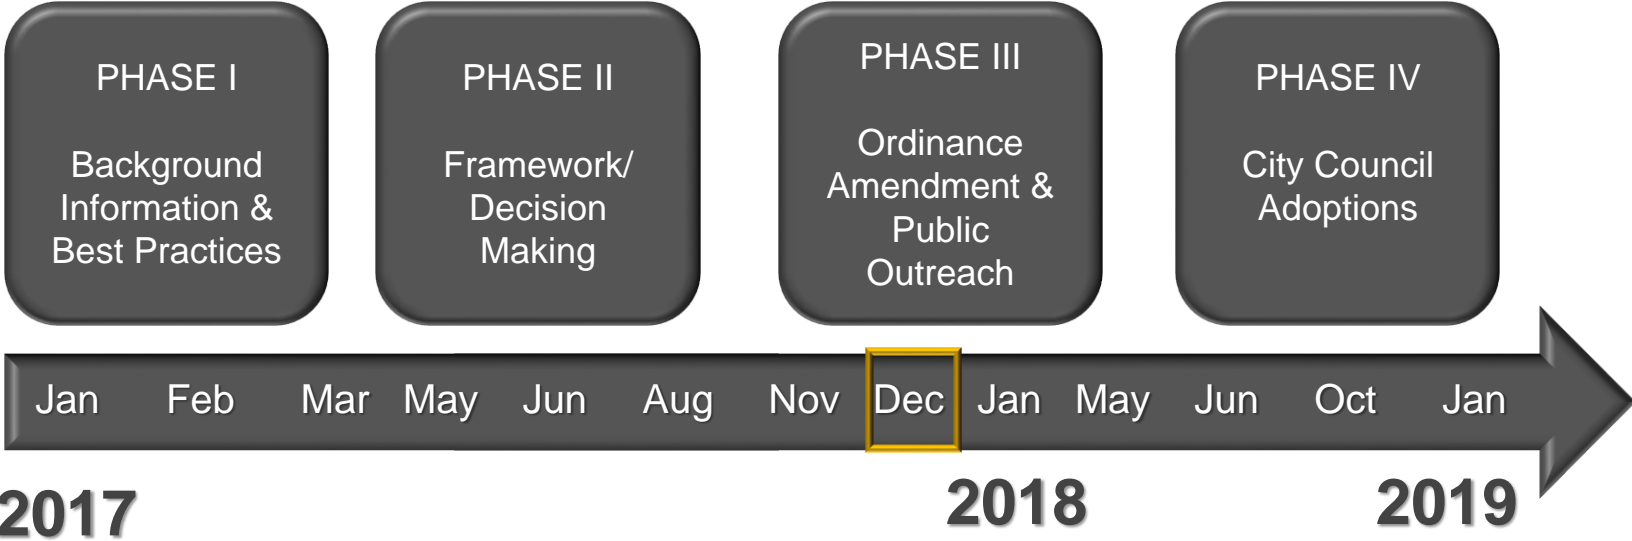 PHASE I
Background
Information &
Best Practices
PHASE II
Framework/
Decision
Making
PHASE III
Ordinance
Amendment &
Public
Outreach
PHASE IV
City Council
Adoptions
Jan Feb Mar May Jun Aug Nov Dec Jan May Jun Oct Jan
2017 2018 2019